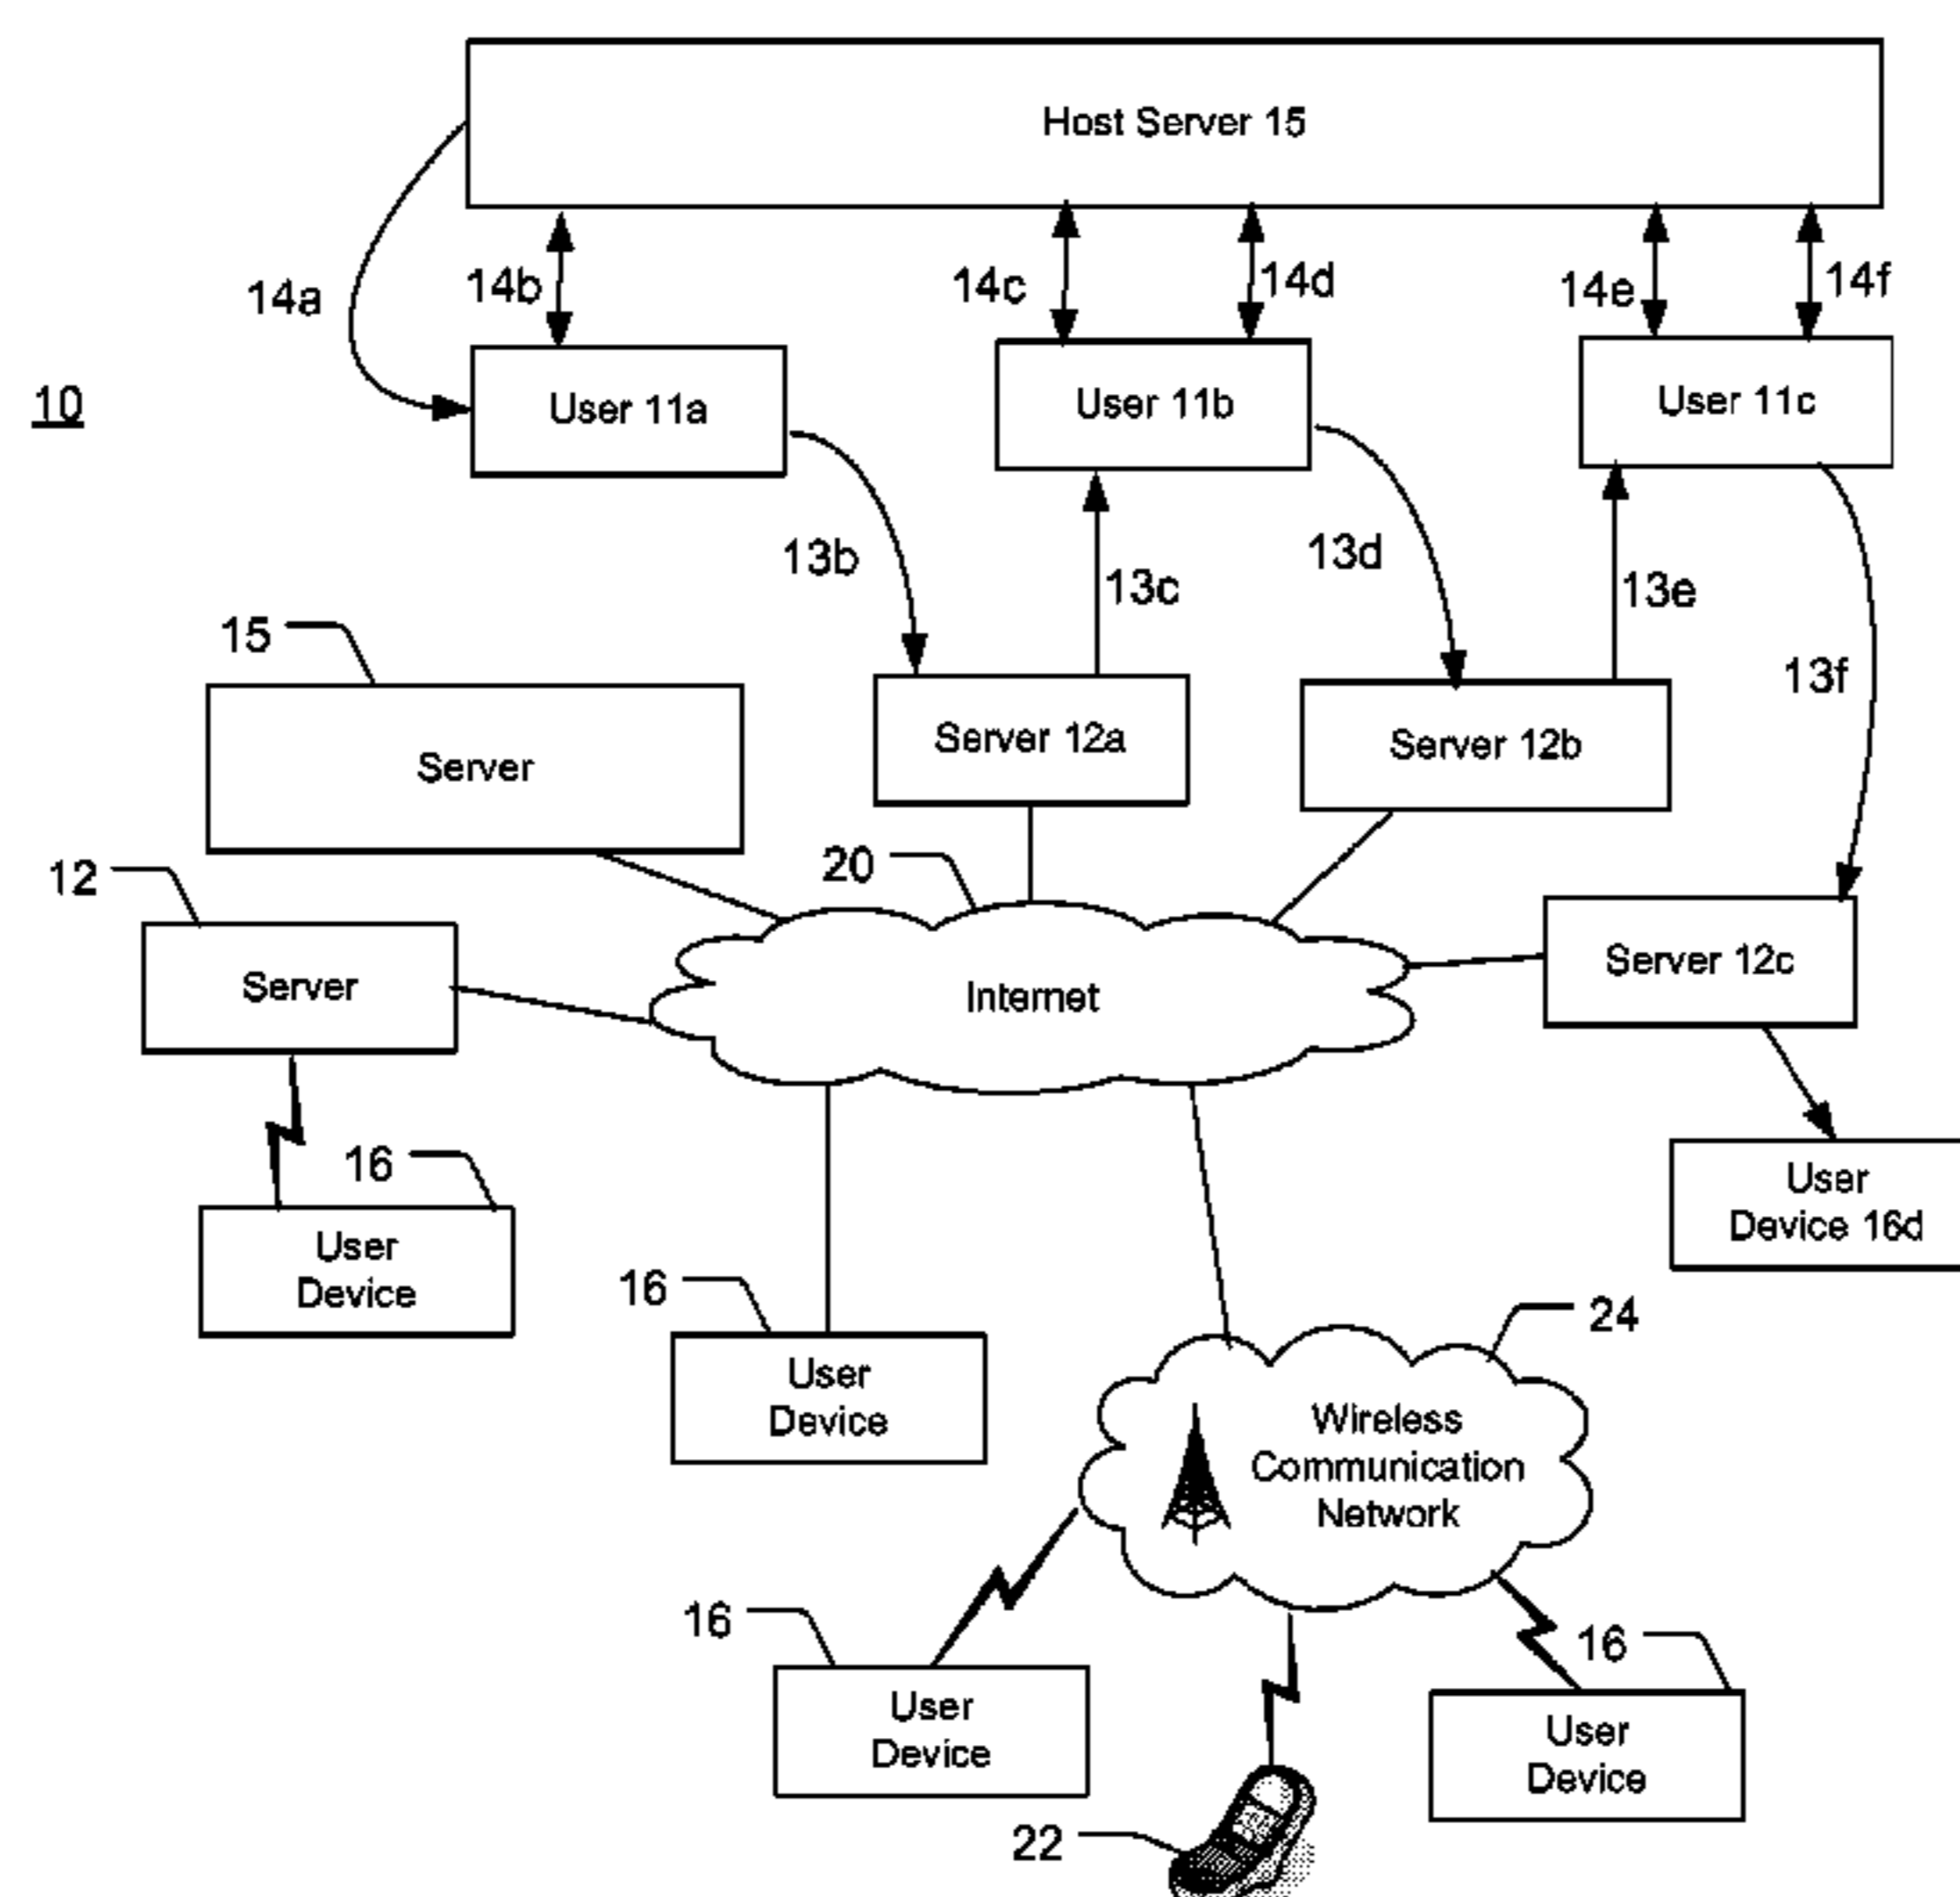 Host Server 15
14a
14b
14c
14d
14e
14f
10
User 11a
User 11b
User 11c
13b
13c
13d
13e
13f
15
Server
Server 12a
Server 12b
12
20
Server
Internet
Server 12c
16
User
Device
User
Device 16d
16
User
Device
24
Wireless
Communication
Network
16
User
Device
16
User
Device
22